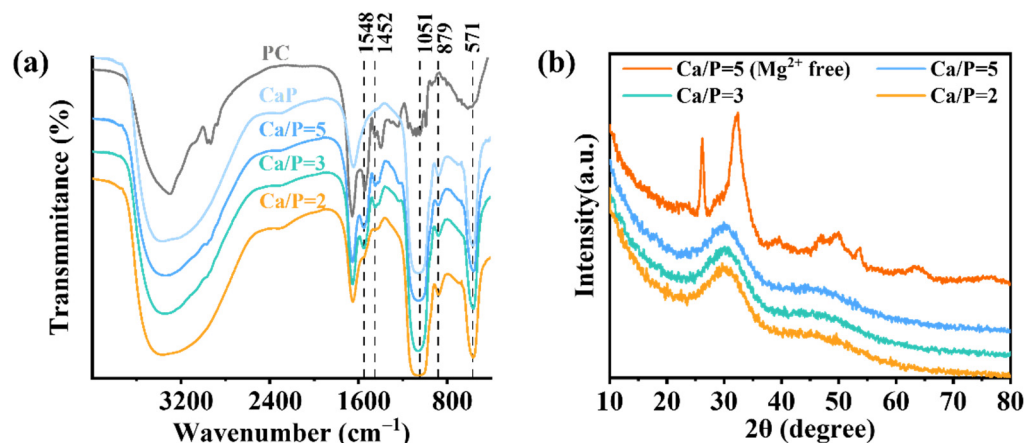 (a)
1548
1452
1051
879
571
PC
CaP
Ca/P=5
Ca/P=3
Ca/P=2
Transmmitance (%)
3200 2400 1600 800
Wavenumber (cm⁻¹)
(b)
Ca/P=5 (Mg²⁺ free) Ca/P=5
Ca/P=3 Ca/P=2
Intensity(a.u.)
10 20 30 40 50 60 70 80
2θ (degree)